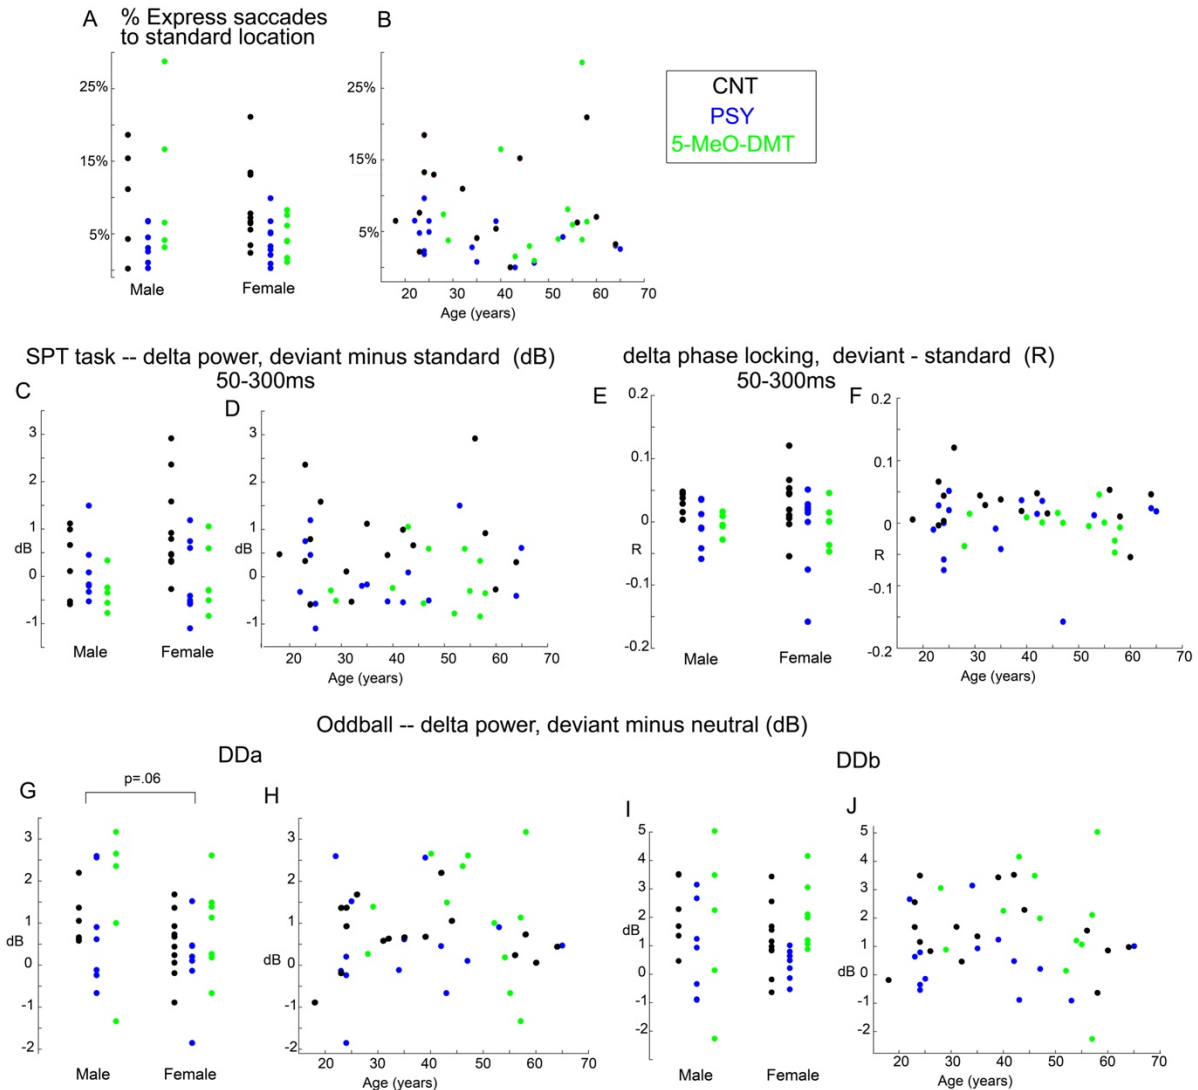 A
% Express saccades
to standard location
25%
15%
5%
Male Female
B
25%
15%
5%
20 30 40 50 60 70
Age (years)
CNT
PSY
5-MeO-DMT
SPT task -- delta power, deviant minus standard (dB)
50-300ms
C
3
2
1
dB
0
-1
Male Female
D
3
2
1
dB
0
-1
20 30 40 50 60 70
Age (years)
delta phase locking, deviant - standard (R)
50-300ms
E
0.2
0.1
0
R
-0.1
-0.2
Male Female
F
0.2
0.1
0
R
-0.1
-0.2
20 30 40 50 60 70
Age (years)
Oddball -- delta power, deviant minus neutral (dB)
DDa
G
p=.06
3
2
1
dB
0
-1
-2
Male Female
H
3
2
1
dB
0
-1
-2
20 30 40 50 60 70
Age (years)
DDb
I
5
4
3
2
dB
1
0
-1
-2
Male Female
J
5
4
3
2
1
dB
0
-1
-2
20 30 40 50 60 70
Age (years)